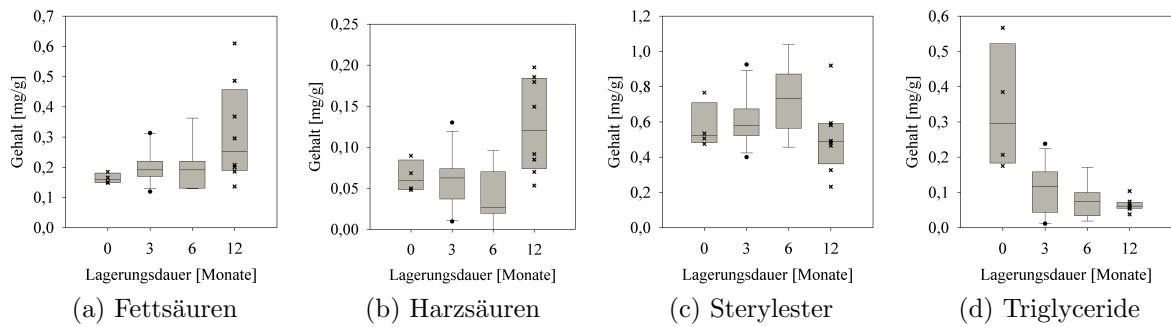 0,7
0,6
0,5
0,4
0,3
0,2
0,1
0,0
Gehalt [mg/g]
0 3 6 12
Lagerungsdauer [Monate]
(a) Fettsäuren
0,25
0,20
0,15
0,10
0,05
0,00
Gehalt [mg/g]
0 3 6 12
Lagerungsdauer [Monate]
(b) Harzsäuren
1,2
1,0
0,8
0,6
0,4
0,2
0,0
Gehalt [mg/g]
0 3 6 12
Lagerungsdauer [Monate]
(c) Sterylester
0,6
0,5
0,4
0,3
0,2
0,1
0,0
Gehalt [mg/g]
0 3 6 12
Lagerungsdauer [Monate]
(d) Triglyceride